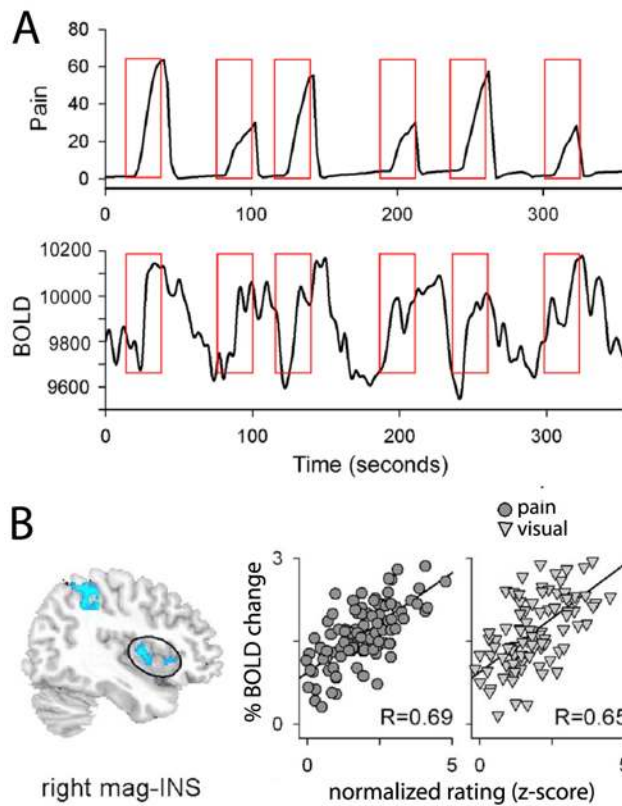 A
Pain
80
60
40
20
0
0 100 200 300
BOLD
10200
10000
9800
9600
0 100 200 300
Time (seconds)
B
pain
visual
% BOLD change
3
0
R=0.69
R=0.65
0 5 0 5
right mag-INS
normalized rating (z-score)